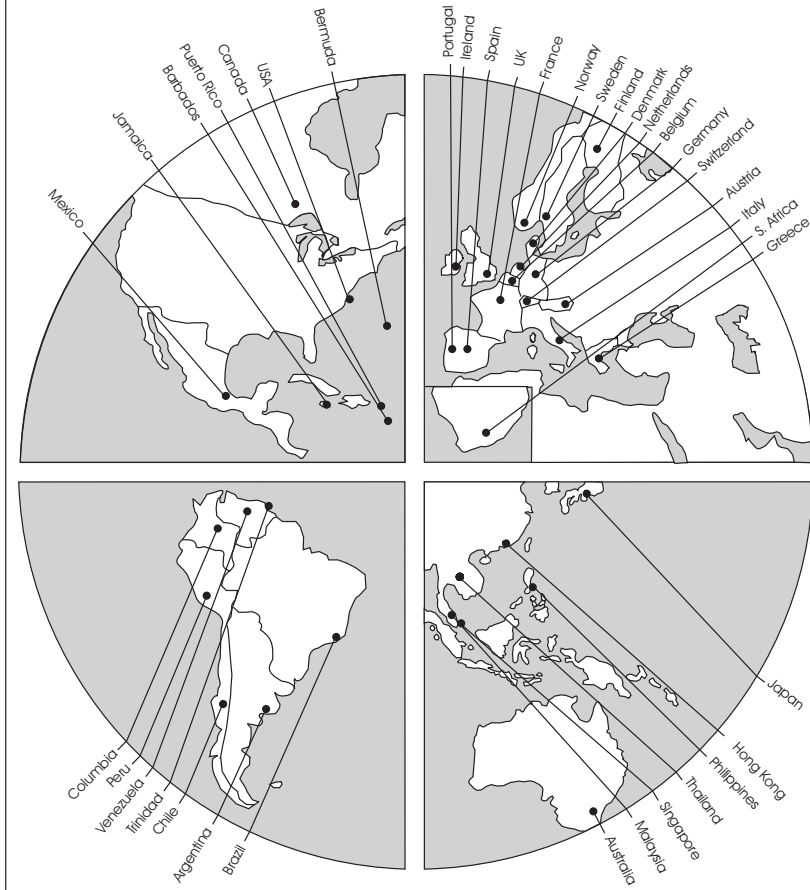 Mexico
Jamaica
Barbados
Puerto Rico
Canada
USA
Bermuda
Portugal
Ireland
Spain
UK
France
Norway
Sweden
Finland
Denmark
Netherlands
Belgium
Germany
Switzerland
Austria
Italy
S. Africa
Greece
Columbia
Peru
Venezuela
Trinidad
Chile
Argentina
Brazil
Japan
Hong Kong
Philippines
Thailand
Singapore
Malaysia
Australia